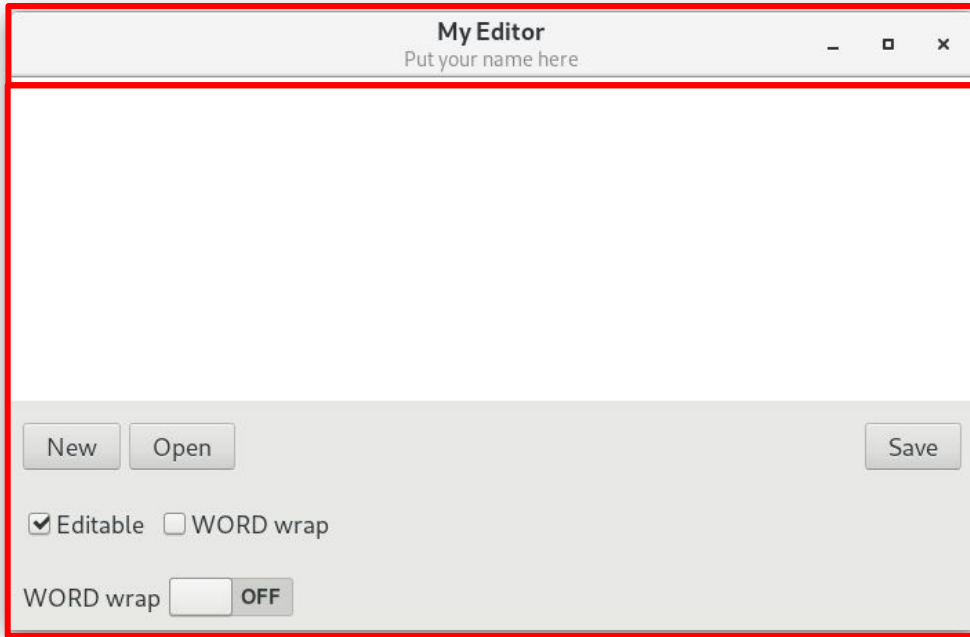 My Editor
Put your name here
New Open Save
Editable WORD wrap
WORD wrap OFF